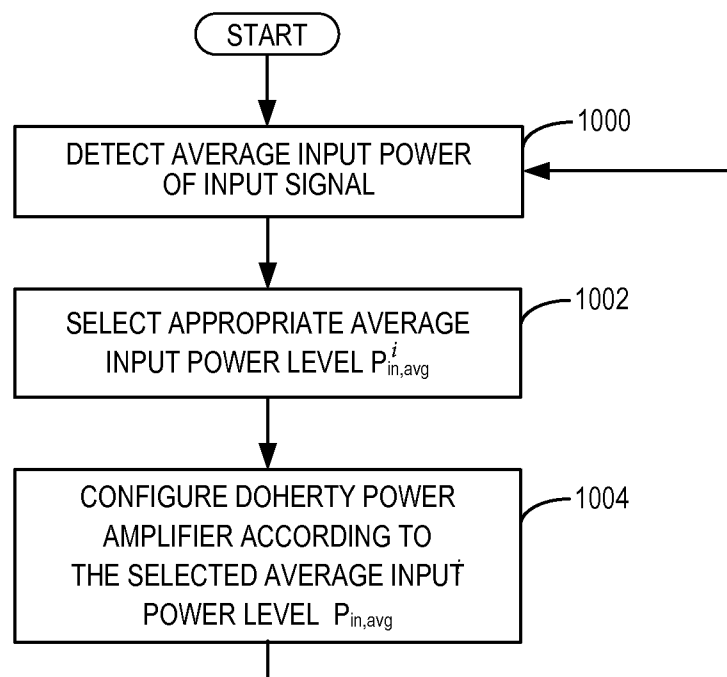 START
1000
DETECT AVERAGE INPUT POWER
OF INPUT SIGNAL
1002
SELECT APPROPRIATE AVERAGE
INPUT POWER LEVEL P^i_in,avg
1004
CONFIGURE DOHERTY POWER
AMPLIFIER ACCORDING TO
THE SELECTED AVERAGE INPUT
POWER LEVEL P_in,avg